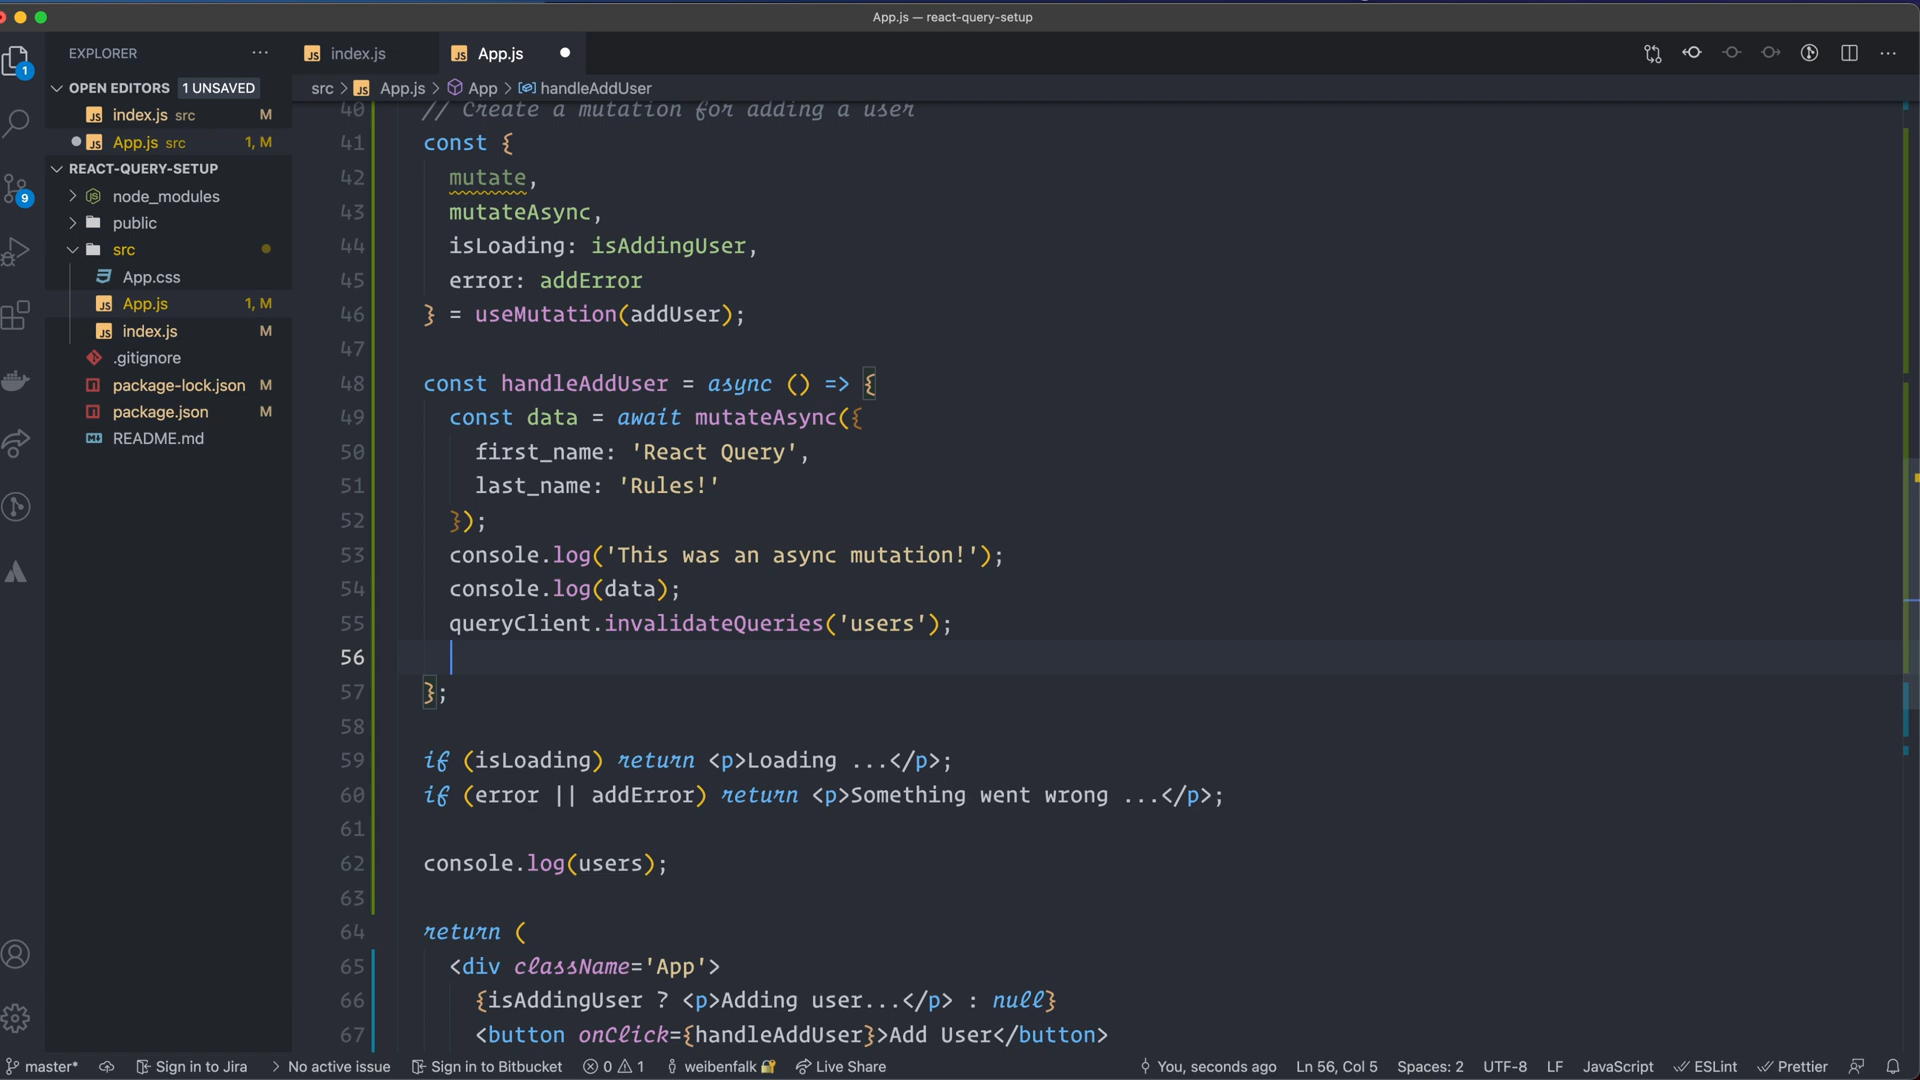 App.js — react-query-setup
EXPLORER
index.js
App.js
OPEN EDITORS 1 UNSAVED
index.js src M
App.js src 1, M
REACT-QUERY-SETUP
node_modules
public
src
App.css
App.js 1, M
index.js M
.gitignore
package-lock.json M
package.json M
README.md
1
9
src > App.js > App > handleAddUser
40 // Create a mutation for adding a user
41 const {
42 mutate,
43 mutateAsync,
44 isLoading: isAddingUser,
45 error: addError
46 } = useMutation(addUser);
47
48 const handleAddUser = async () => {
49 const data = await mutateAsync({
50 first_name: 'React Query',
51 last_name: 'Rules!'
52 });
53 console.log('This was an async mutation!');
54 console.log(data);
55 queryClient.invalidateQueries('users');
56
57 };
58
59 if (isLoading) return <p>Loading ...</p>;
60 if (error || addError) return <p>Something went wrong ...</p>;
61
62 console.log(users);
63
64 return (
65 <div className='App'>
66 {isAddingUser ? <p>Adding user...</p> : null}
67 <button onClick={handleAddUser}>Add User</button>
master* Sign in to Jira No active issue Sign in to Bitbucket 0 1 weibenfalk Live Share You, seconds ago Ln 56, Col 5 Spaces: 2 UTF-8 LF JavaScript ESLint Prettier